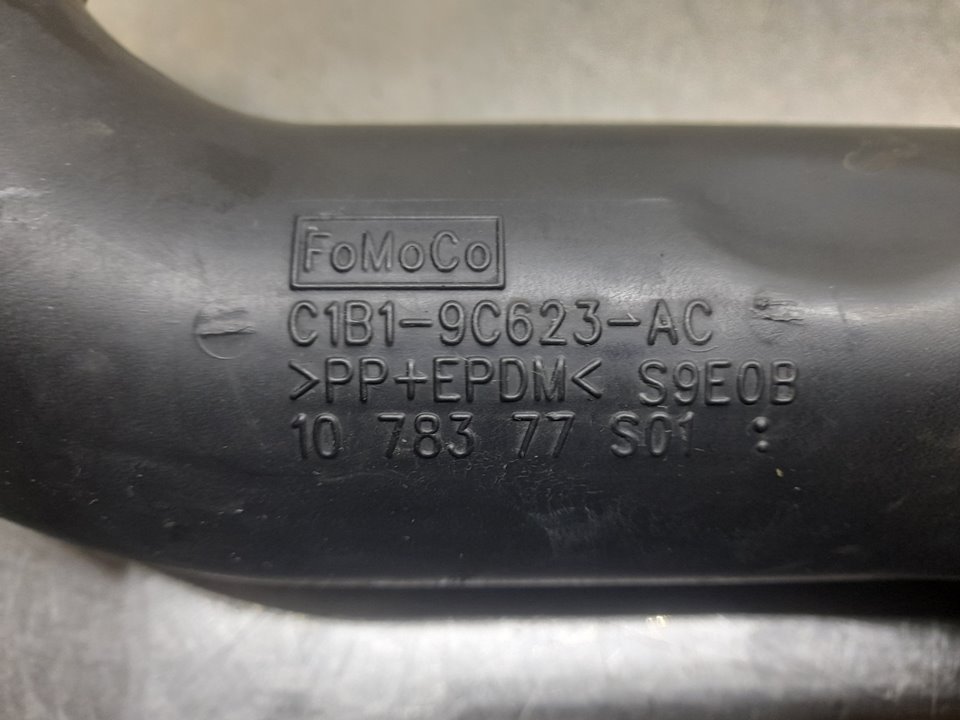 FoMoCo
C1B1-9C623-AC
>PP+EPDM< S9E0B
10 783 77 S01 :